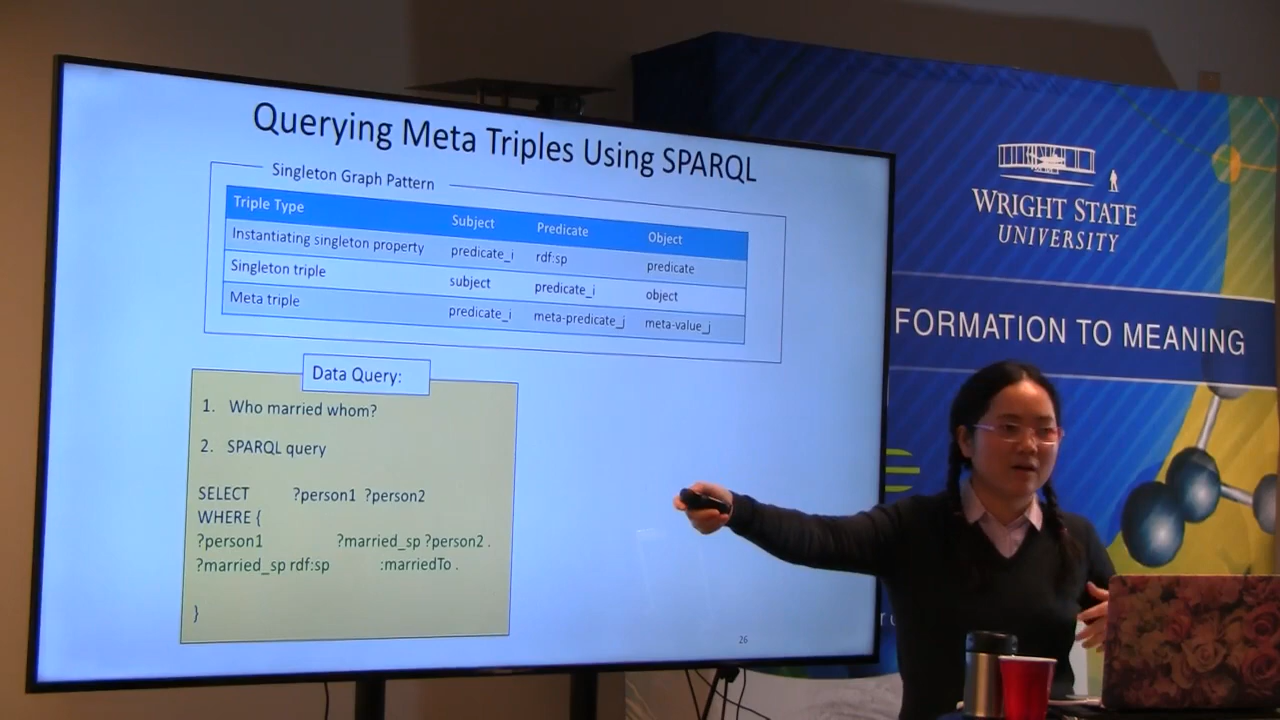 Querying Meta Triples Using SPARQL
Singleton Graph Pattern
Triple Type Subject Predicate Object
Instantiating singleton property predicate_i rdf:sp predicate
Singleton triple subject predicate_i object
Meta triple predicate_i meta-predicate_j meta-value_j
Data Query:
1. Who married whom?
2. SPARQL query
SELECT ?person1 ?person2
WHERE {
?person1 ?married_sp ?person2 .
?married_sp rdf:sp :marriedTo .
}
26
WRIGHT STATE
UNIVERSITY
FORMATION TO MEANING